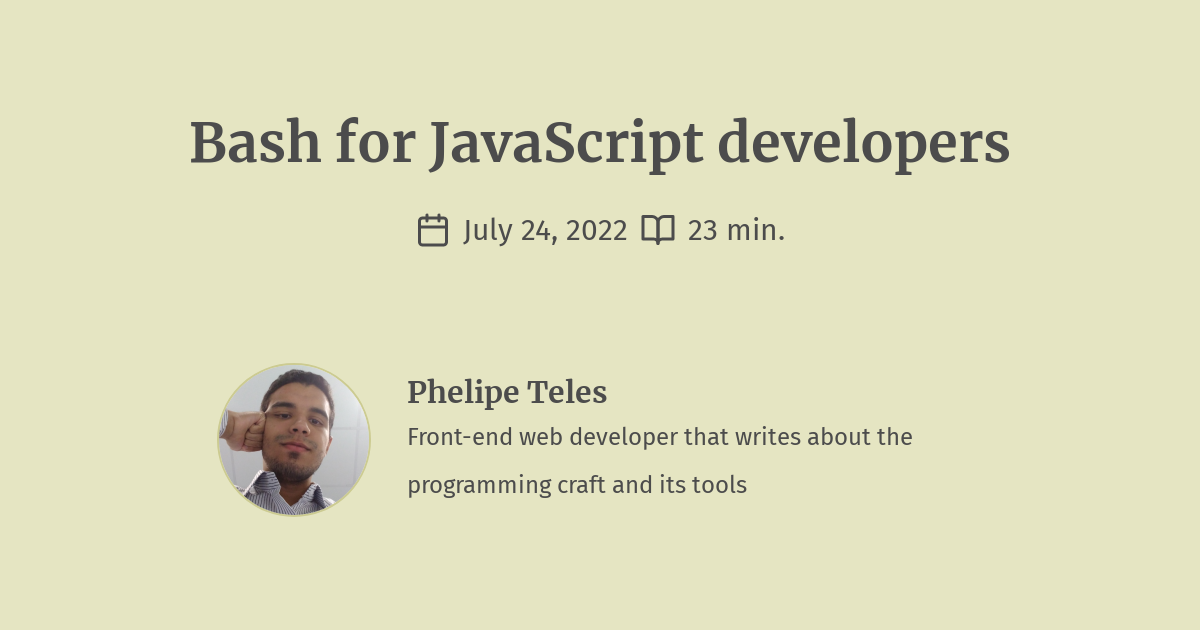 Bash for JavaScript developers
July 24, 2022 23 min.
Phelipe Teles
Front-end web developer that writes about the
programming craft and its tools